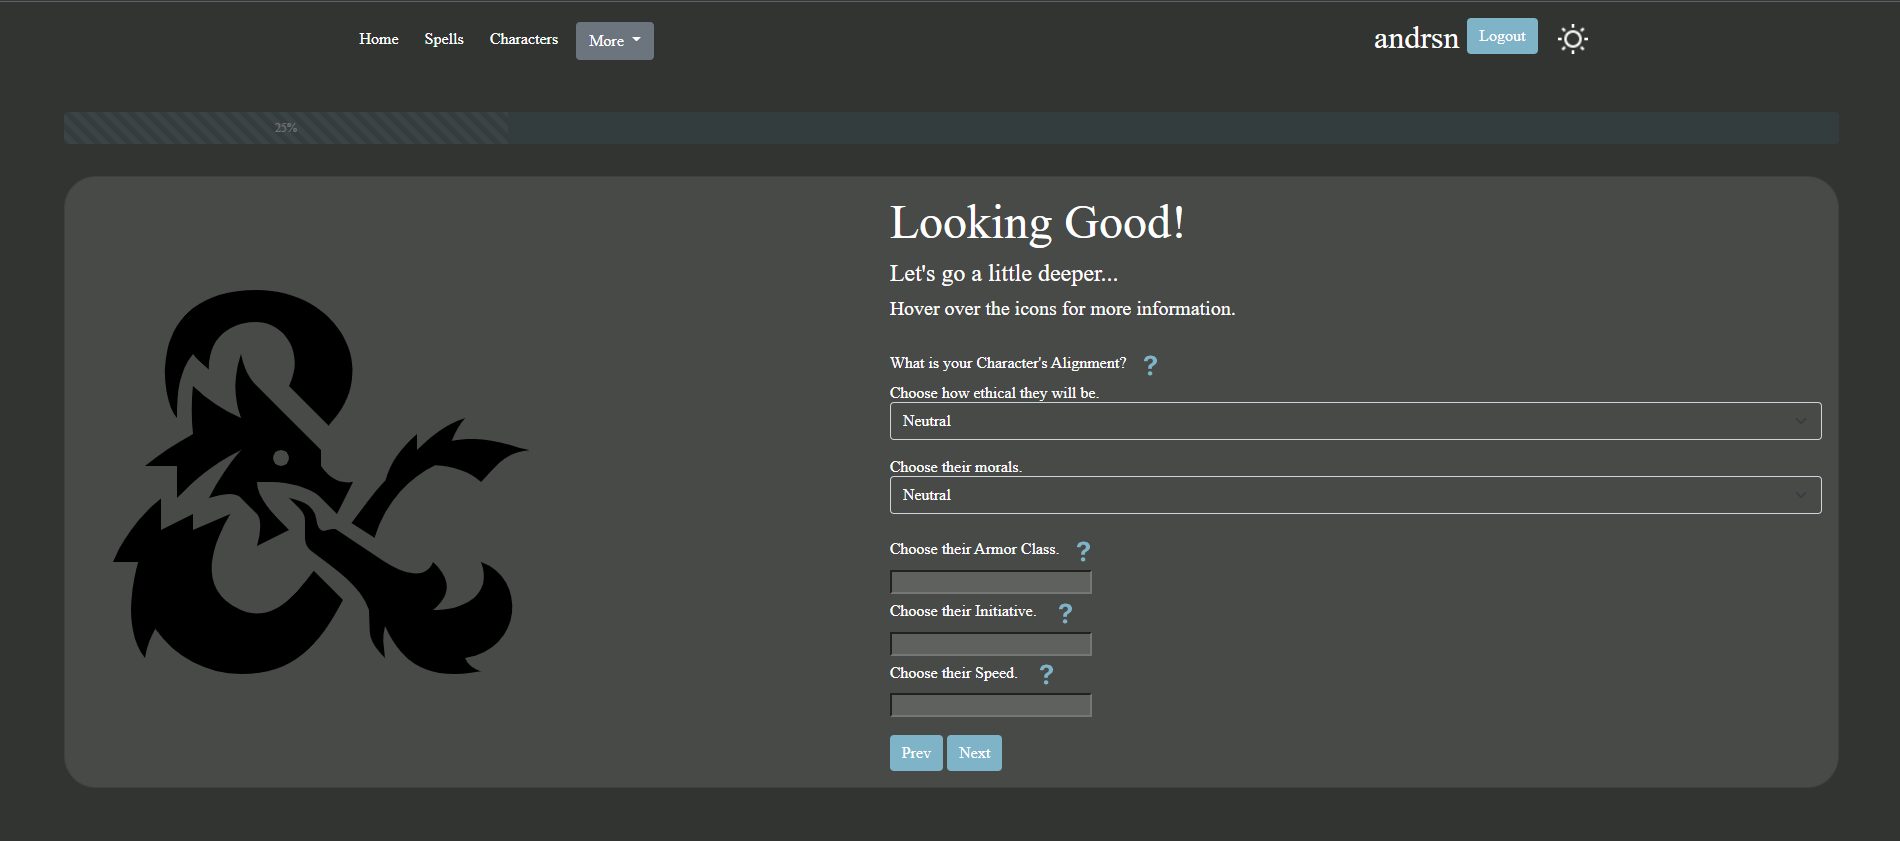 Home Spells Characters More andrsn Logout
25%
Looking Good!
Let's go a little deeper...
Hover over the icons for more information.
What is your Character's Alignment? ?
Choose how ethical they will be.
Neutral
Choose their morals.
Neutral
Choose their Armor Class. ?
Choose their Initiative. ?
Choose their Speed. ?
Prev Next